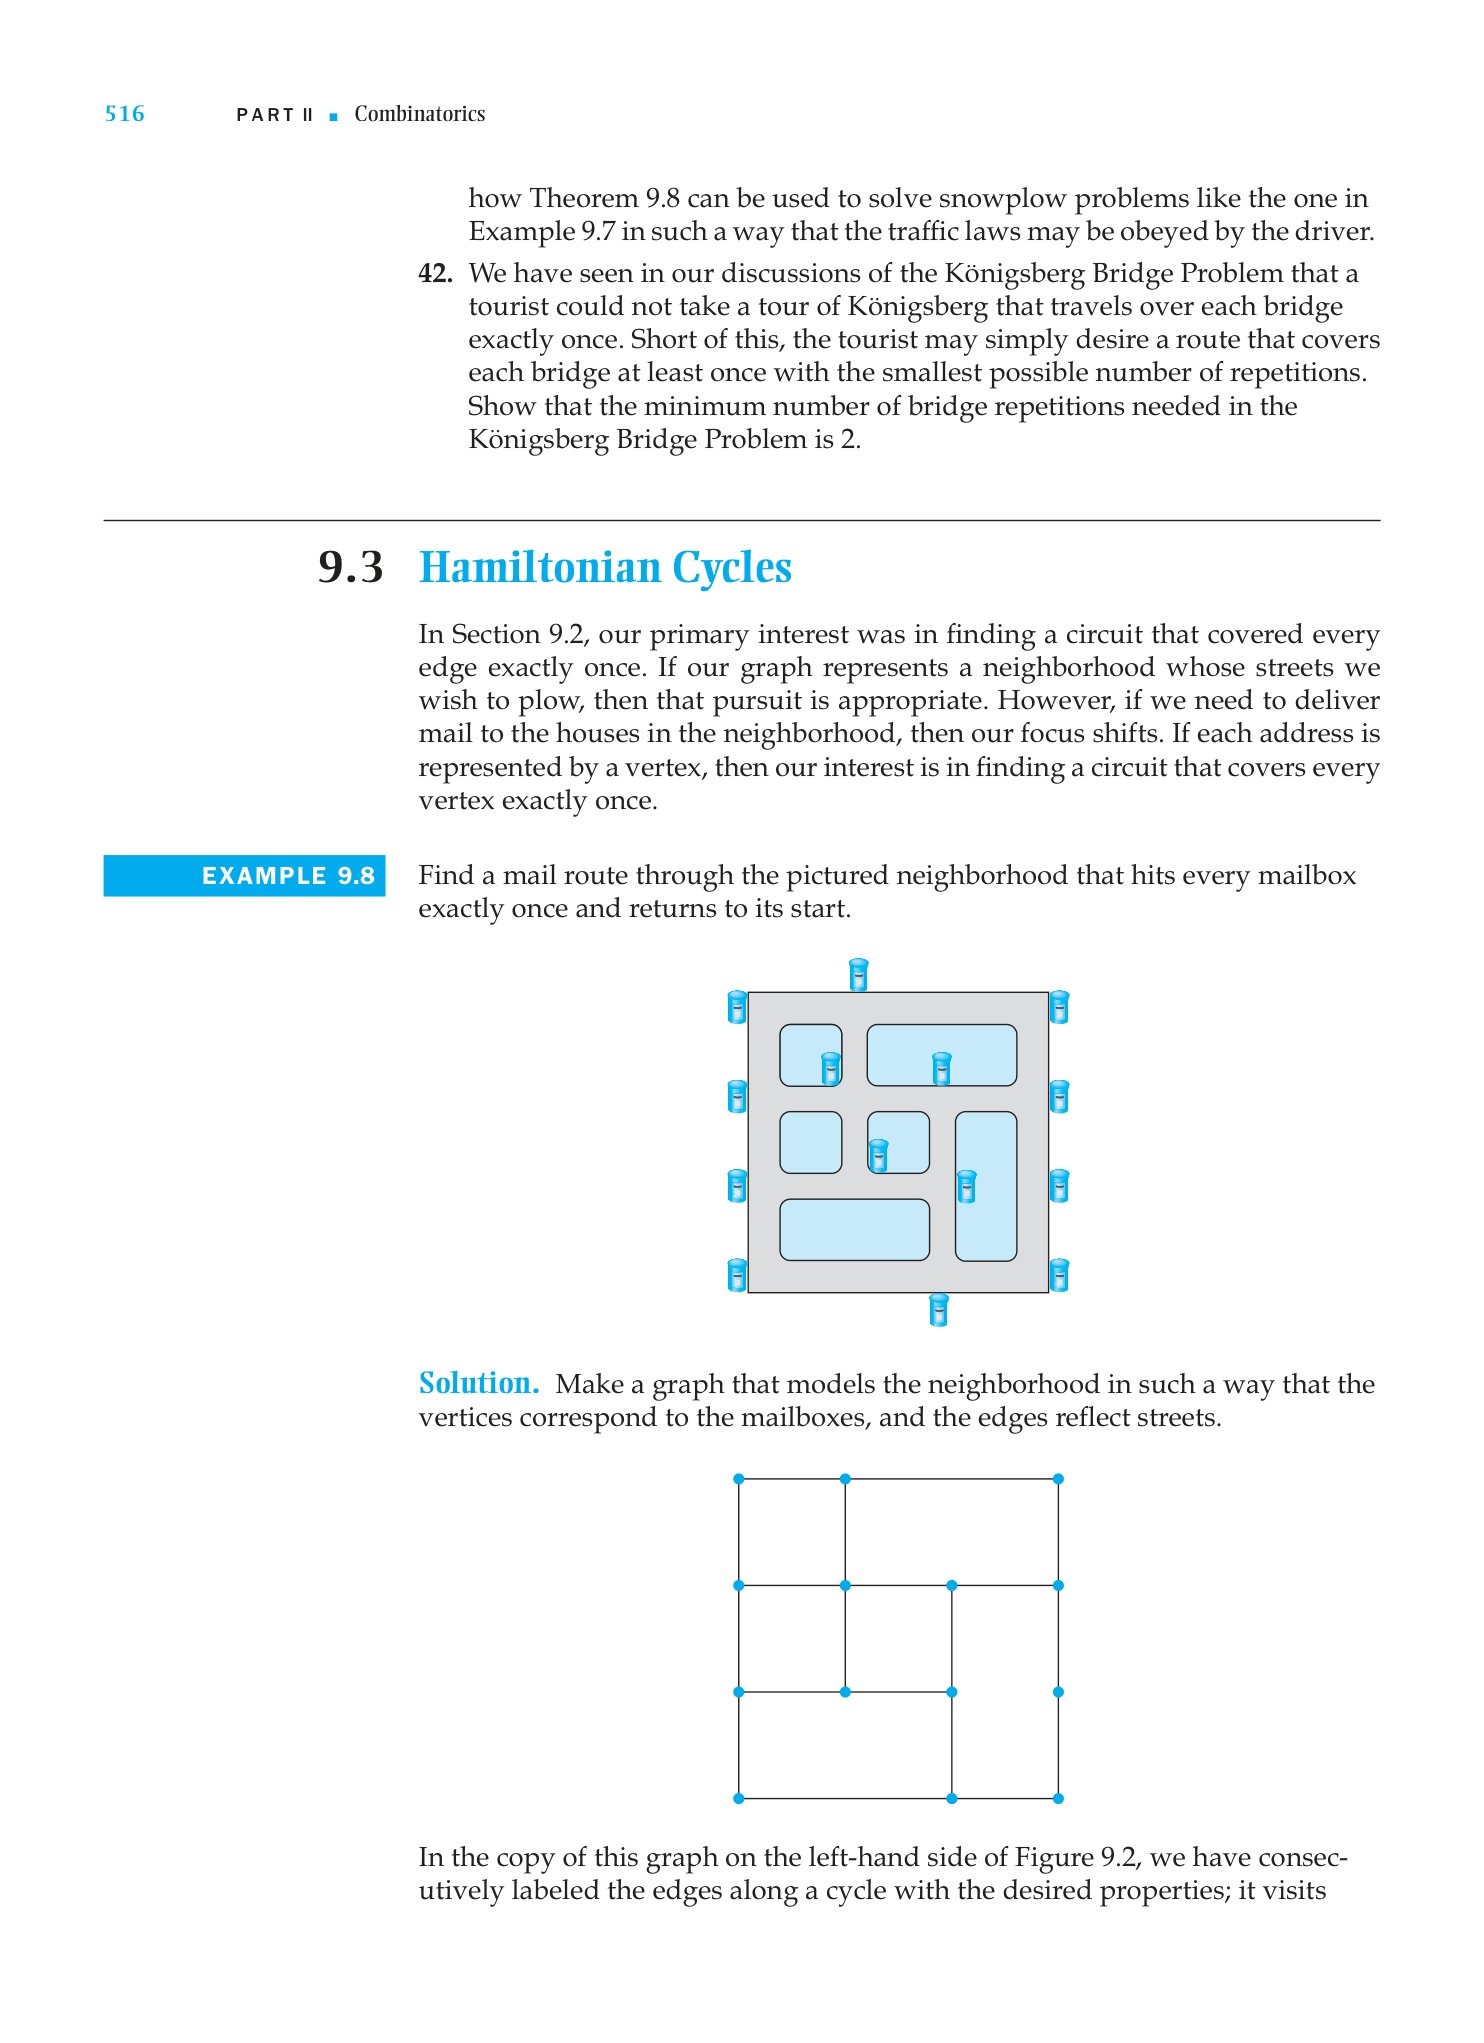 516 PART II ■ Combinatorics
how Theorem 9.8 can be used to solve snowplow problems like the one in
Example 9.7 in such a way that the traffic laws may be obeyed by the driver.
42. We have seen in our discussions of the Königsberg Bridge Problem that a
tourist could not take a tour of Königsberg that travels over each bridge
exactly once. Short of this, the tourist may simply desire a route that covers
each bridge at least once with the smallest possible number of repetitions.
Show that the minimum number of bridge repetitions needed in the
Königsberg Bridge Problem is 2.
9.3 Hamiltonian Cycles
In Section 9.2, our primary interest was in finding a circuit that covered every
edge exactly once. If our graph represents a neighborhood whose streets we
wish to plow, then that pursuit is appropriate. However, if we need to deliver
mail to the houses in the neighborhood, then our focus shifts. If each address is
represented by a vertex, then our interest is in finding a circuit that covers every
vertex exactly once.
EXAMPLE 9.8 Find a mail route through the pictured neighborhood that hits every mailbox
exactly once and returns to its start.
Solution. Make a graph that models the neighborhood in such a way that the
vertices correspond to the mailboxes, and the edges reflect streets.
In the copy of this graph on the left-hand side of Figure 9.2, we have consec-
utively labeled the edges along a cycle with the desired properties; it visits